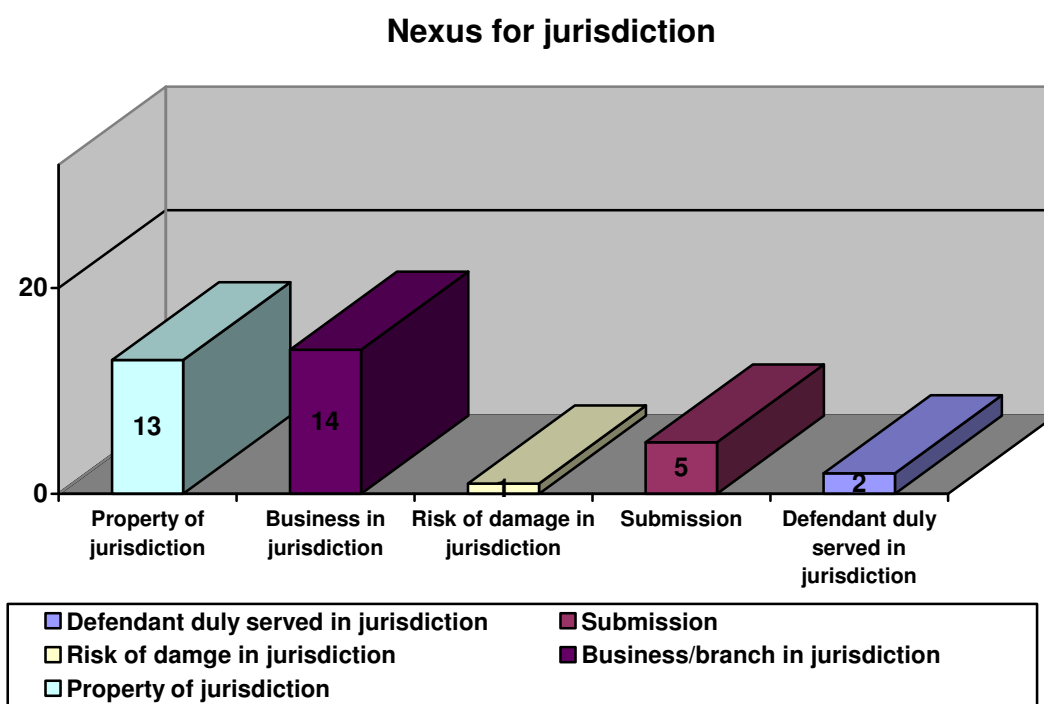 Nexus for jurisdiction
20
0
13
14
1
5
2
Property of
jurisdiction
Business in
jurisdiction
Risk of damage in
jurisdiction
Submission
Defendant duly
served in
jurisdiction
Defendant duly served in jurisdiction
Submission
Risk of damge in jurisdiction
Business/branch in jurisdiction
Property of jurisdiction